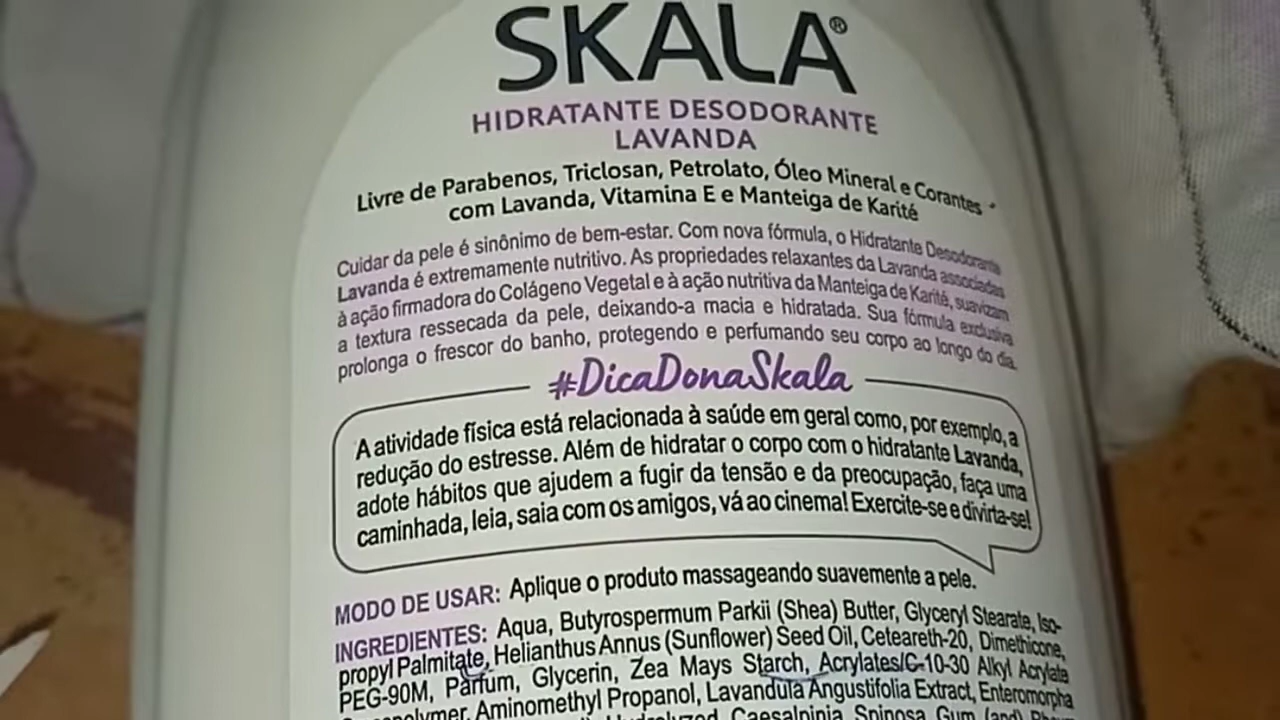 SKALA®
HIDRATANTE DESODORANTE
LAVANDA
Livre de Parabenos, Triclosan, Petrolato, Óleo Mineral e Corantes
com Lavanda, Vitamina E e Manteiga de Karité
Cuidar da pele é sinônimo de bem-estar. Com nova fórmula, o Hidratante Desodorante
Lavanda é extremamente nutritivo. As propriedades relaxantes da Lavanda associadas
à ação firmadora do Colágeno Vegetal e à ação nutritiva da Manteiga de Karité, suavizam
a textura ressecada da pele, deixando-a macia e hidratada. Sua fórmula exclusiva
prolonga o frescor do banho, protegendo e perfumando seu corpo ao longo do dia.
#DicaDonaSkala
A atividade física está relacionada à saúde em geral como, por exemplo, a
redução do estresse. Além de hidratar o corpo com o hidratante Lavanda,
adote hábitos que ajudem a fugir da tensão e da preocupação, faça uma
caminhada, leia, saia com os amigos, vá ao cinema! Exercite-se e divirta-se!
MODO DE USAR: Aplique o produto massageando suavemente a pele.
INGREDIENTES: Aqua, Butyrospermum Parkii (Shea) Butter, Glyceryl Stearate, Iso-
propyl Palmitate, Helianthus Annus (Sunflower) Seed Oil, Ceteareth-20, Dimethicone,
PEG-90M, Parfum, Glycerin, Zea Mays Starch, Acrylates/C-10-30 Alkyl Acrylate
Aminomethyl Propanol, Lavandula Angustifolia Extract, Enteromorpha
Caesalpinia Spinosa Gum (and)